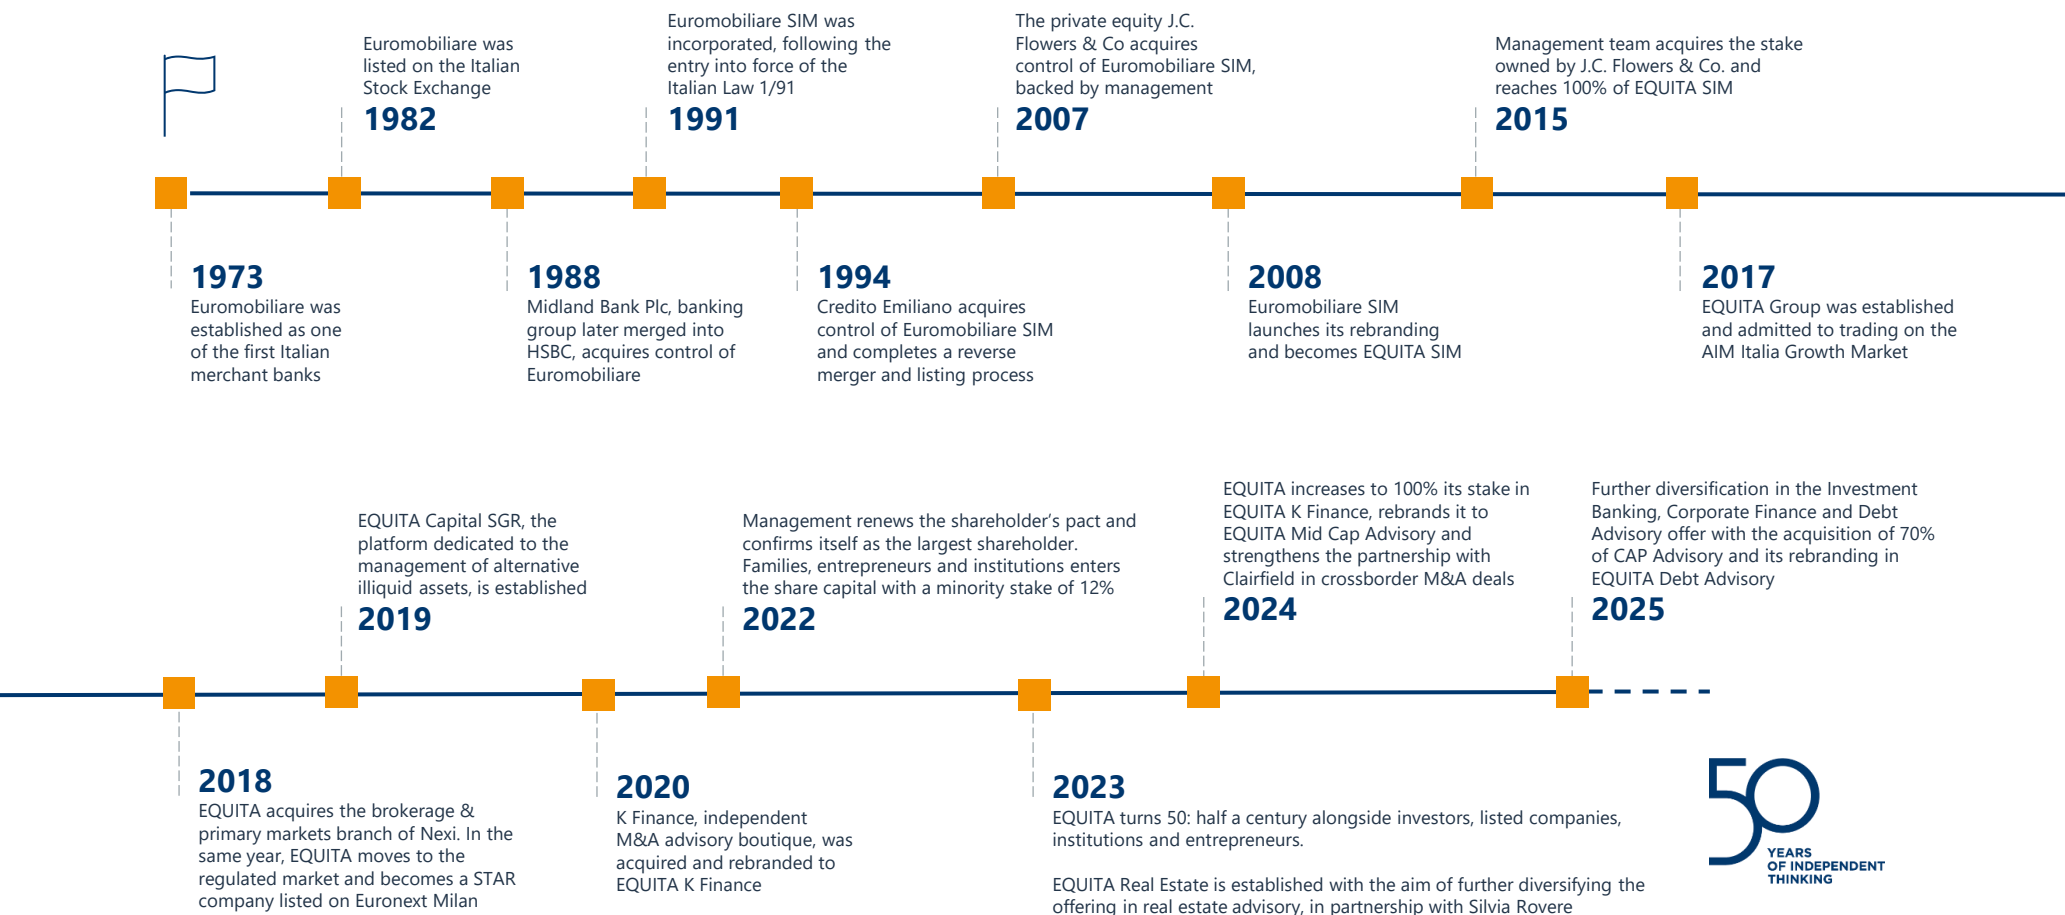 Euromobiliare was
listed on the Italian
Stock Exchange
1982
Euromobiliare SIM was
incorporated, following the
entry into force of the
Italian Law 1/91
1991
The private equity J.C.
Flowers & Co acquires
control of Euromobiliare SIM,
backed by management
2007
Management team acquires the stake
owned by J.C. Flowers & Co. and
reaches 100% of EQUITA SIM
2015
1973
Euromobiliare was
established as one
of the first Italian
merchant banks
1988
Midland Bank Plc, banking
group later merged into
HSBC, acquires control of
Euromobiliare
1994
Credito Emiliano acquires
control of Euromobiliare SIM
and completes a reverse
merger and listing process
2008
Euromobiliare SIM
launches its rebranding
and becomes EQUITA SIM
2017
EQUITA Group was established
and admitted to trading on the
AIM Italia Growth Market
EQUITA Capital SGR, the
platform dedicated to the
management of alternative
illiquid assets, is established
2019
Management renews the shareholder’s pact and
confirms itself as the largest shareholder.
Families, entrepreneurs and institutions enters
the share capital with a minority stake of 12%
2022
EQUITA increases to 100% its stake in
EQUITA K Finance, rebrands it to
EQUITA Mid Cap Advisory and
strengthens the partnership with
Clairfield in crossborder M&A deals
2024
Further diversification in the Investment
Banking, Corporate Finance and Debt
Advisory offer with the acquisition of 70%
of CAP Advisory and its rebranding in
EQUITA Debt Advisory
2025
2018
EQUITA acquires the brokerage &
primary markets branch of Nexi. In the
same year, EQUITA moves to the
regulated market and becomes a STAR
company listed on Euronext Milan
2020
K Finance, independent
M&A advisory boutique, was
acquired and rebranded to
EQUITA K Finance
2023
EQUITA turns 50: half a century alongside investors, listed companies,
institutions and entrepreneurs.
EQUITA Real Estate is established with the aim of further diversifying the
offering in real estate advisory, in partnership with Silvia Rovere
50
YEARS
OF INDEPENDENT
THINKING